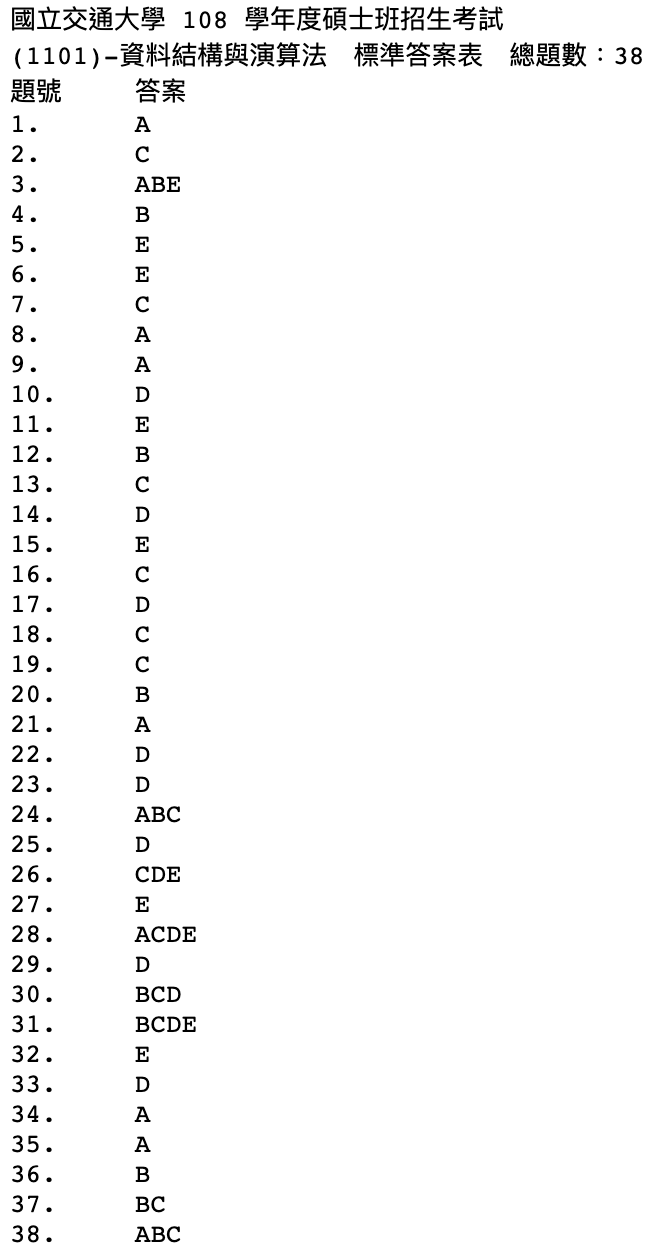 國立交通大學 108 學年度碩士班招生考試
(1101)-資料結構與演算法 標準答案表 總題數：38
題號 答案
1. A
2. C
3. ABE
4. B
5. E
6. E
7. C
8. A
9. A
10. D
11. E
12. B
13. C
14. D
15. E
16. C
17. D
18. C
19. C
20. B
21. A
22. D
23. D
24. ABC
25. D
26. CDE
27. E
28. ACDE
29. D
30. BCD
31. BCDE
32. E
33. D
34. A
35. A
36. B
37. BC
38. ABC